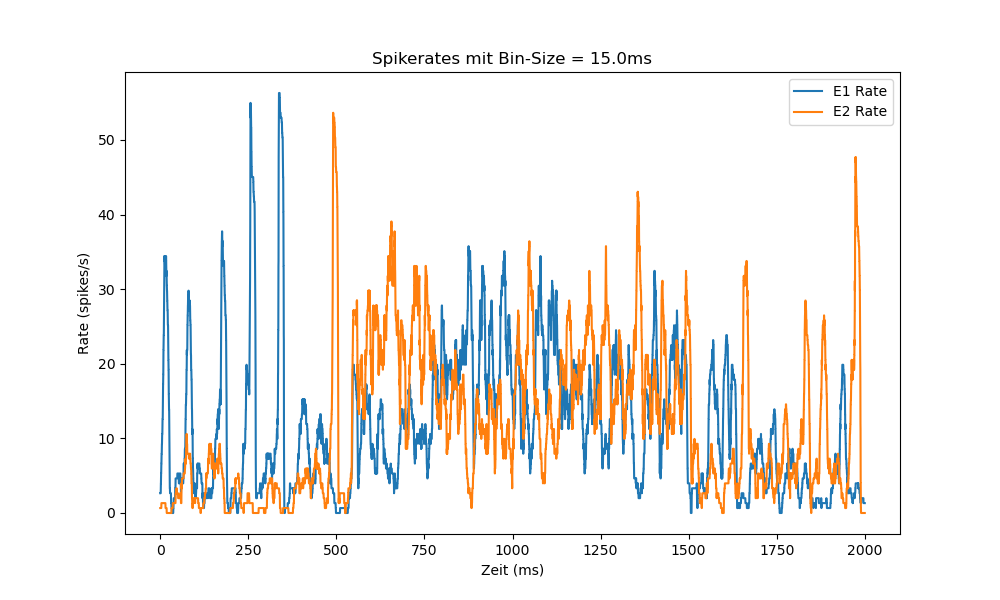 Spikerates mit Bin-Size = 15.0ms
E1 Rate
E2 Rate
50
40
30
20
10
0
Rate (spikes/s)
0 250 500 750 1000 1250 1500 1750 2000
Zeit (ms)